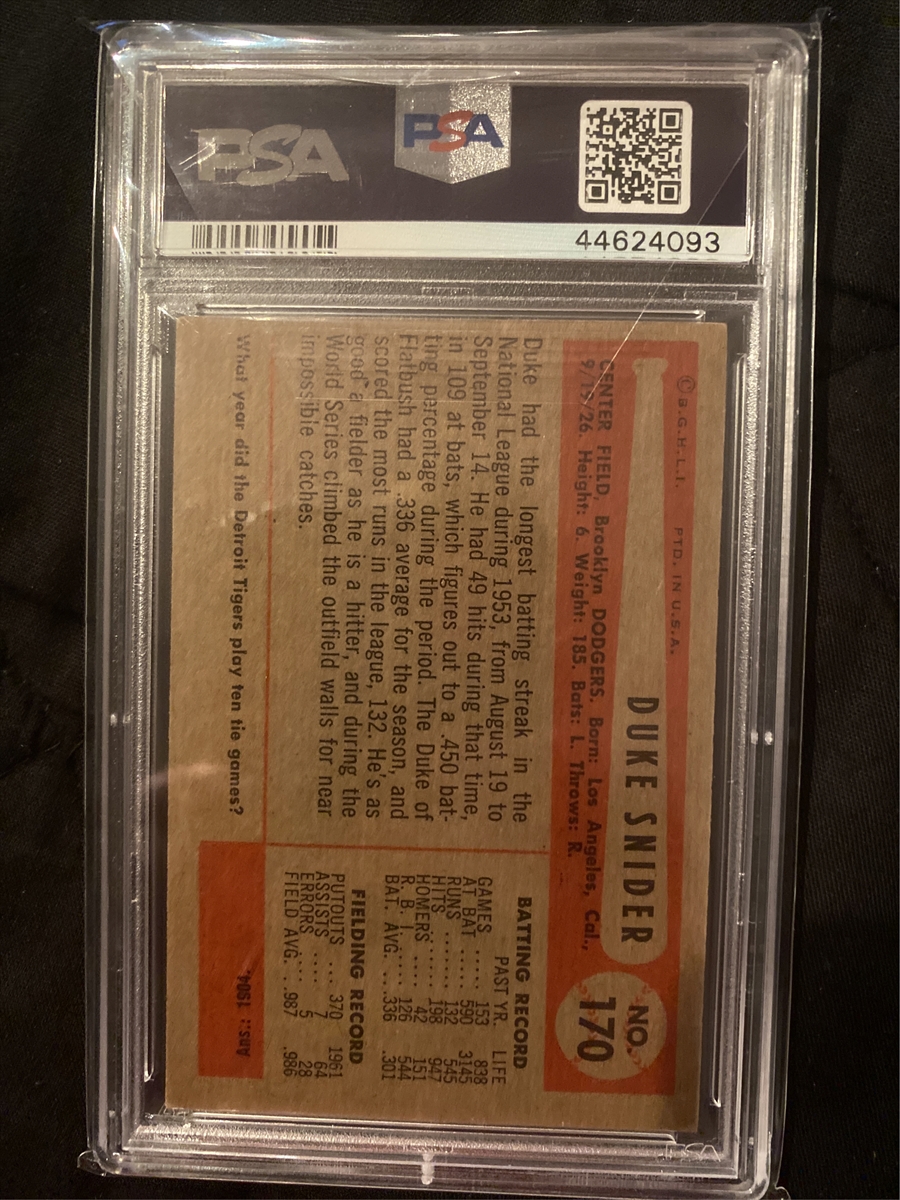 PSA
PSA
44624093
© B.G.H.L.I. PTD. IN U.S.A.
DUKE SNIDER
NO.
170
CENTER FIELD, Brooklyn DODGERS. Born: Los Angeles, Cal.,
9/19/26. Height: 6. Weight: 185. Bats: L. Throws: R.
Duke had the longest batting streak in the
National League during 1953, from August 19 to
September 14. He had 49 hits during that time,
in 109 at bats, which figures out to a .450 bat-
ting percentage during the period. The Duke of
Flatbush had a .336 average for the season, and
scored the most runs in the league, 132. He's as
good a fielder as he is a hitter, and during the
World Series climbed the outfield walls for near
impossible catches.
BATTING RECORD
PAST YR. LIFE
GAMES ..... 153 838
AT BAT ..... 590 3145
RUNS ...... 132 545
HITS ...... 198 947
HOMERS .... 42 151
R. B. I. .... 126 544
BAT. AVG. ...336 .301
FIELDING RECORD
PUTOUTS ... 370 1961
ASSISTS .... 7 64
ERRORS .... 5 28
FIELD AVG. ..987 .986
What year did the Detroit Tigers play ten tie games?
Ans.: 1904.
PSA